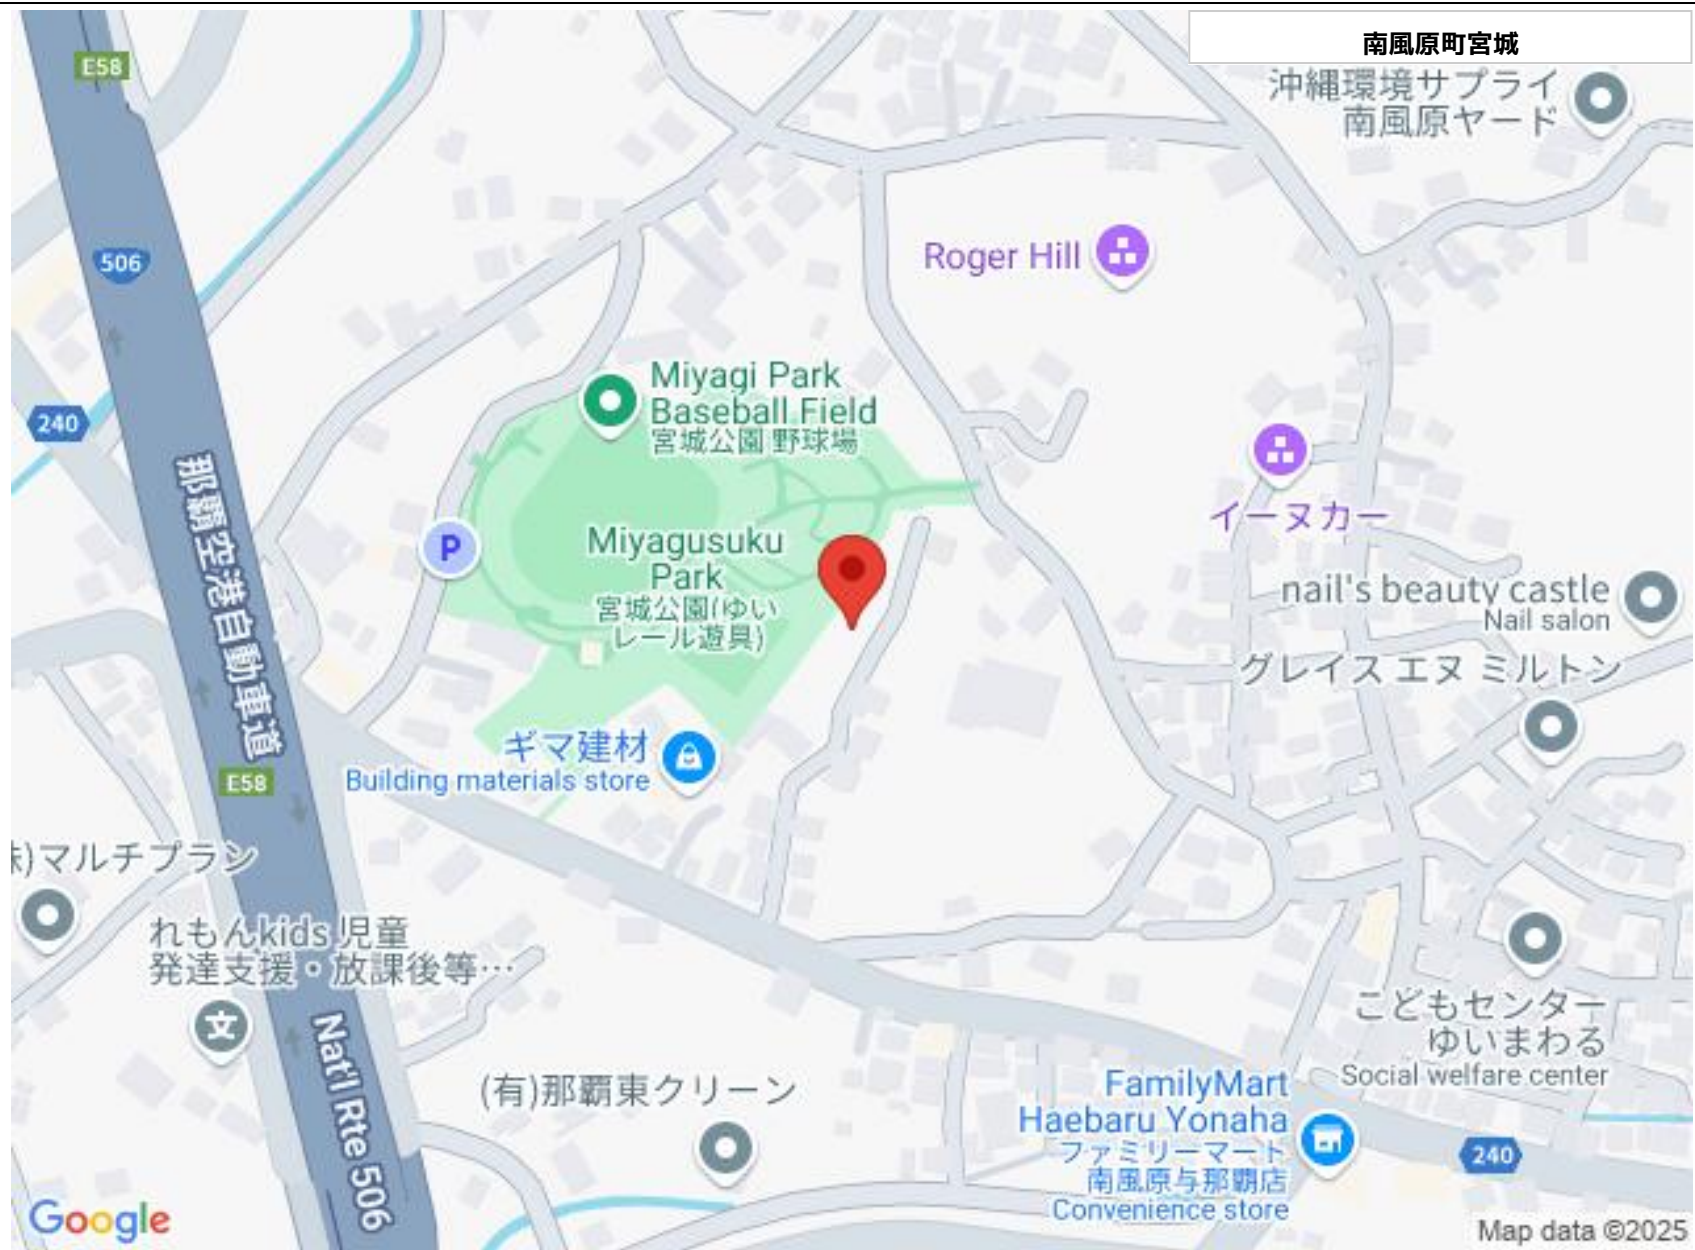 南風原町宮城
E58
沖縄環境サプライ
南風原ヤード
506
Roger Hill
Miyagi Park
Baseball Field
宮城公園 野球場
240
那覇空港自動車道
P
イーヌカー
Miyagusuku
Park
宮城公園(ゆい
レール遊具)
nail's beauty castle
Nail salon
グレイス エヌ ミルトン
ギマ建材
Building materials store
E58
株)マルチプラン
れもんkids 児童
発達支援・放課後等…
文
Nat'l Rte 506
こどもセンター
ゆいまわる
Social welfare center
(有)那覇東クリーン
FamilyMart
Haebaru Yonaha
ファミリーマート
南風原与那覇店
Convenience store
240
Google
Map data ©2025